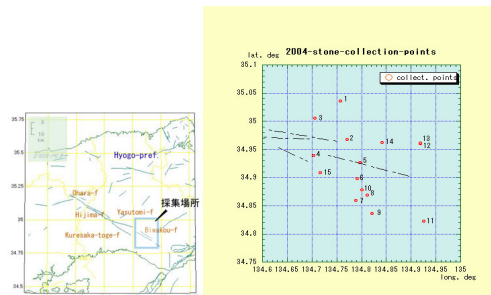 35.75
35.5
35.25
35
34.75
34.5
Hyogo-pref.
Ohara-f
Hijima-f
Yasutomi-f
採集場所
Biwakou-f
Kuresaka-toge-f
lat. deg
2004-stone-collection-points
collect. points
35.1
35.05
35
34.95
34.9
34.85
34.8
34.75
1
3
2
14
13
12
4
5
15
6
10
8
7
9
11
134.6 134.65 134.7 134.75 134.8 134.85 134.9 134.95 135
long. deg